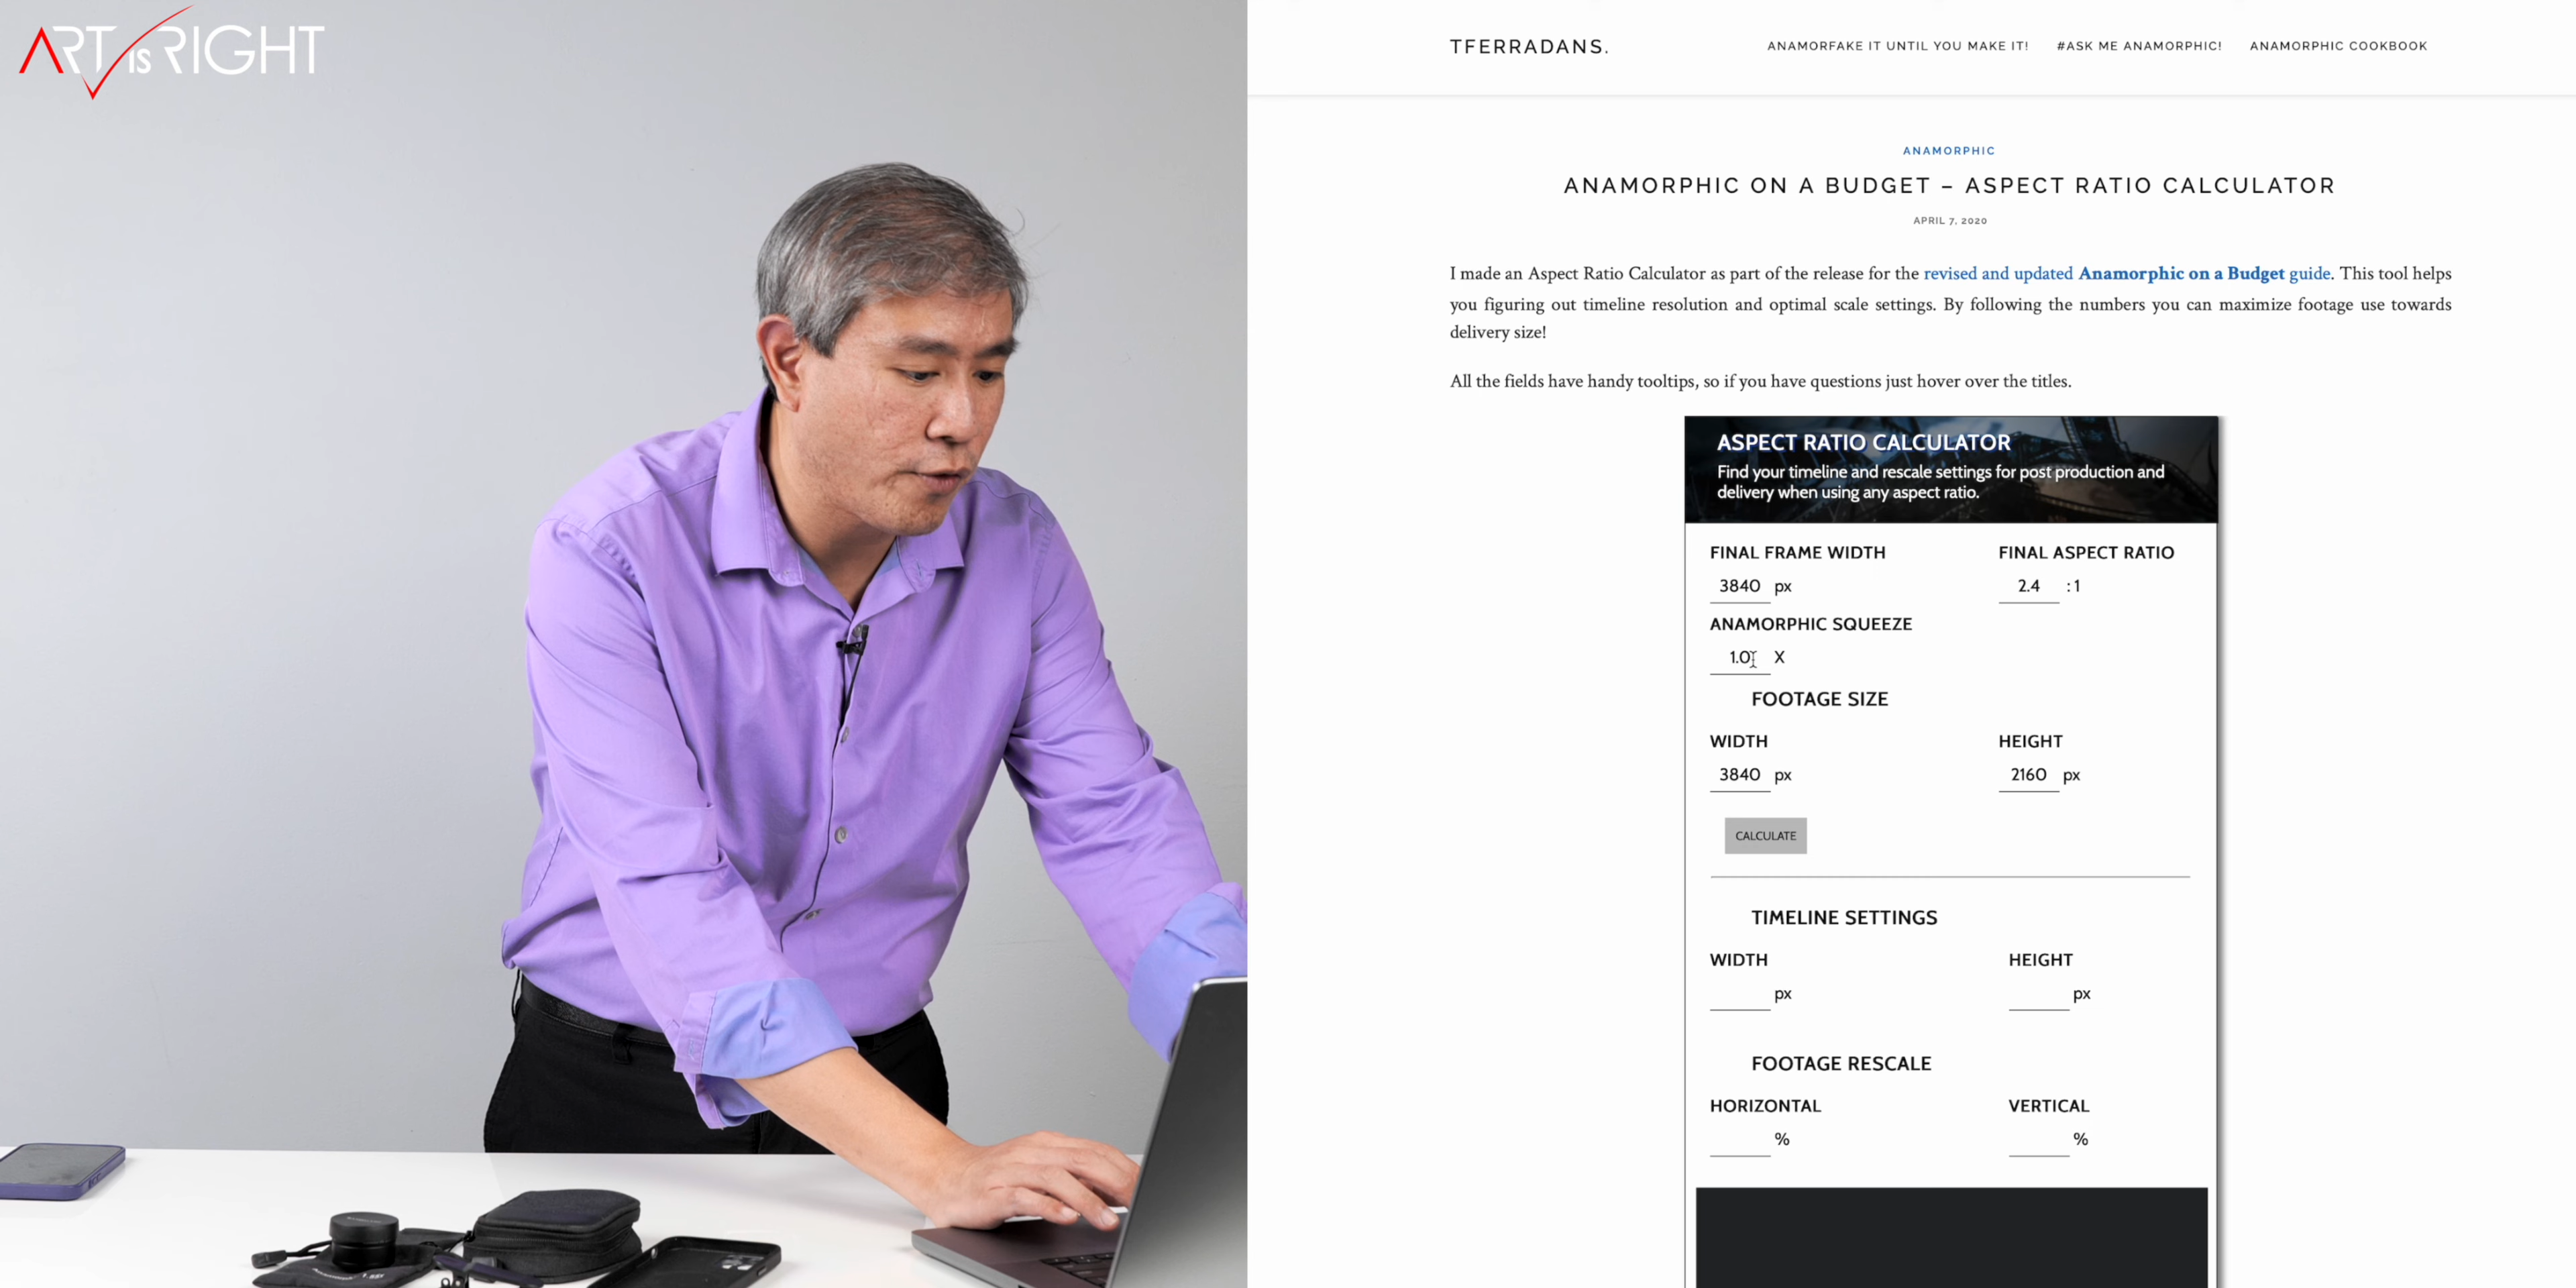 ART IS RIGHT
TFERRADANS.
ANAMORFAKE IT UNTIL YOU MAKE IT!
#ASK ME ANAMORPHIC!
ANAMORPHIC COOKBOOK
ANAMORPHIC
ANAMORPHIC ON A BUDGET – ASPECT RATIO CALCULATOR
APRIL 7, 2020
I made an Aspect Ratio Calculator as part of the release for the revised and updated Anamorphic on a Budget guide. This tool helps
you figuring out timeline resolution and optimal scale settings. By following the numbers you can maximize footage use towards
delivery size!
All the fields have handy tooltips, so if you have questions just hover over the titles.
ASPECT RATIO CALCULATOR
Find your timeline and rescale settings for post production and
delivery when using any aspect ratio.
FINAL FRAME WIDTH
FINAL ASPECT RATIO
3840 px
2.4 :1
ANAMORPHIC SQUEEZE
1.0 X
FOOTAGE SIZE
WIDTH
HEIGHT
3840 px
2160 px
CALCULATE
TIMELINE SETTINGS
WIDTH
HEIGHT
px
px
FOOTAGE RESCALE
HORIZONTAL
VERTICAL
%
%